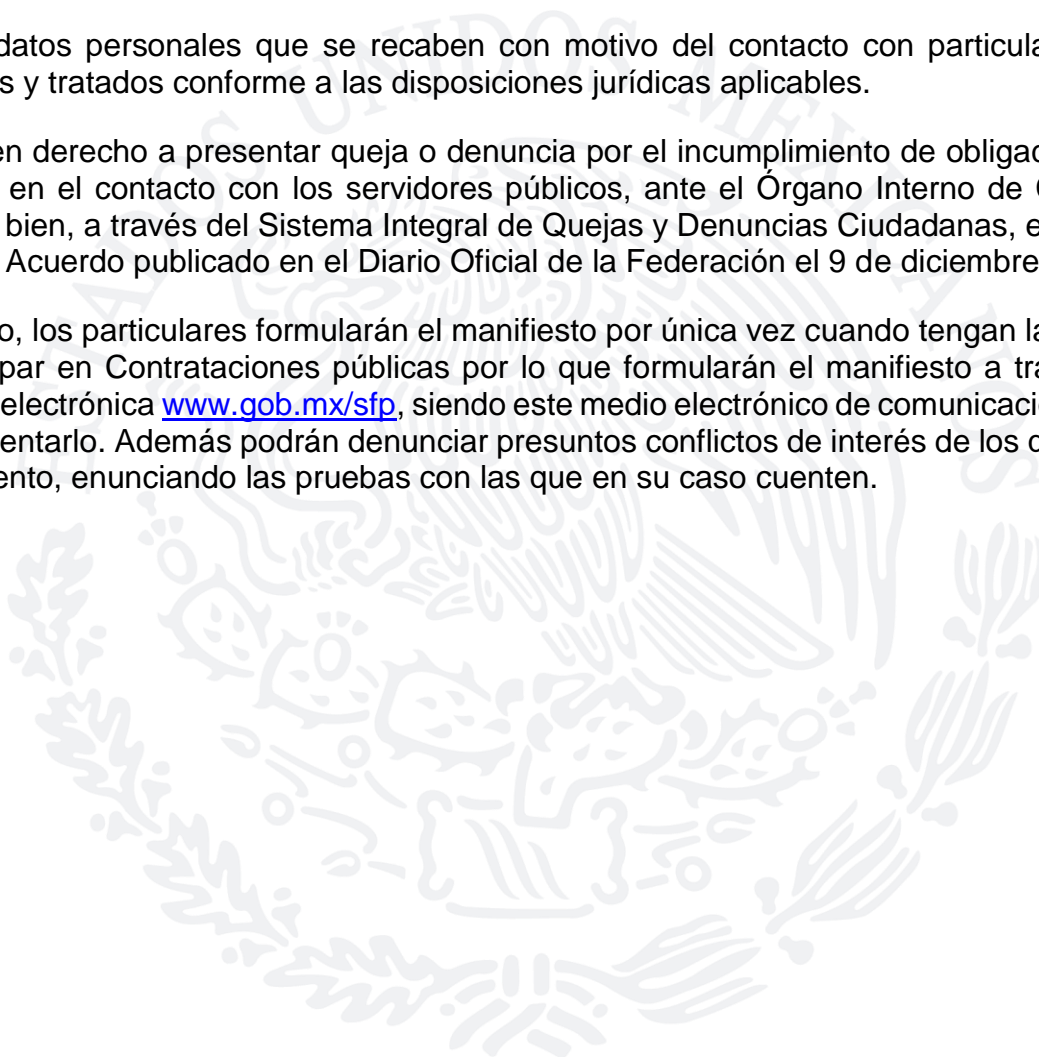 datos personales que se recaben con motivo del contacto con particula
s y tratados conforme a las disposiciones jurídicas aplicables.
en derecho a presentar queja o denuncia por el incumplimiento de obligac
en el contacto con los servidores públicos, ante el Órgano Interno de
bien, a través del Sistema Integral de Quejas y Denuncias Ciudadanas, e
Acuerdo publicado en el Diario Oficial de la Federación el 9 de diciembre
o, los particulares formularán el manifiesto por única vez cuando tengan la
par en Contrataciones públicas por lo que formularán el manifiesto a tra
electrónica www.gob.mx/sfp, siendo este medio electrónico de comunicaci
entarlo. Además podrán denunciar presuntos conflictos de interés de los
ento, enunciando las pruebas con las que en su caso cuenten.
ESTADOS UNIDOS MEXICANOS